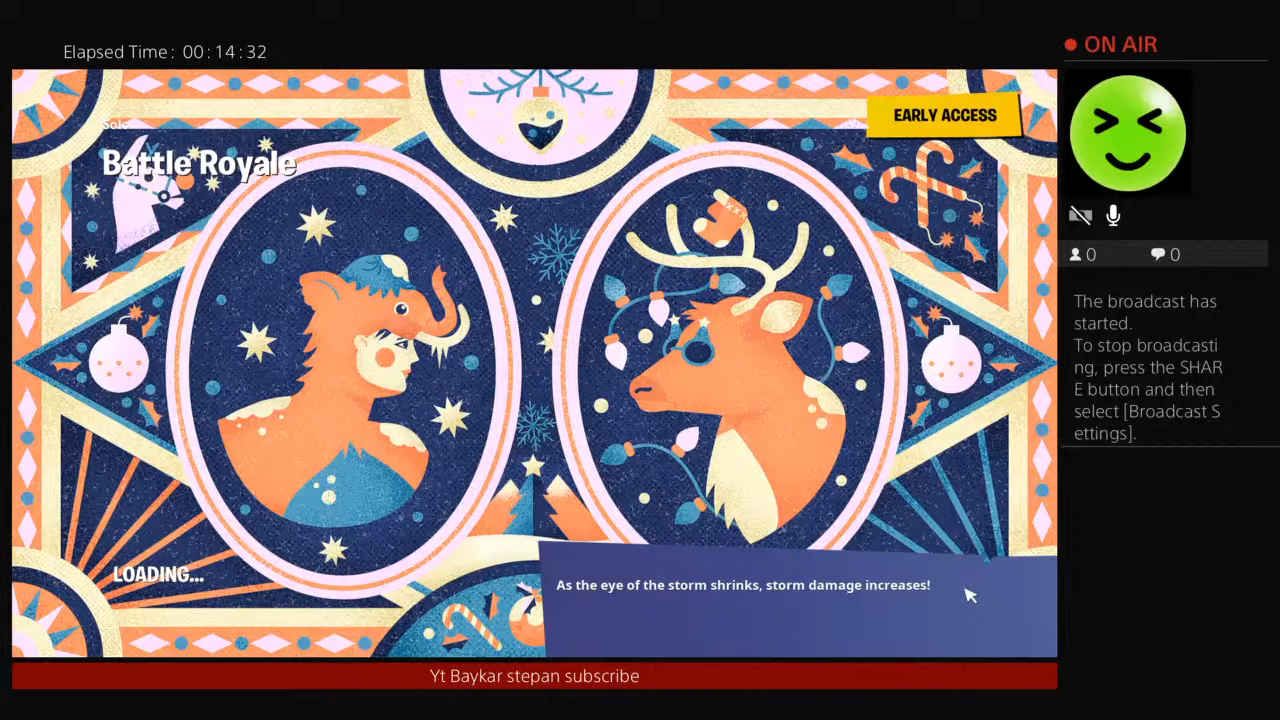 Elapsed Time: 00:14:32
ON AIR
EARLY ACCESS
Solo
Battle Royale
0 0
The broadcast has
started.
To stop broadcasti
ng, press the SHAR
E button and then
select [Broadcast S
ettings].
LOADING...
As the eye of the storm shrinks, storm damage increases!
Yt Baykar stepan subscribe